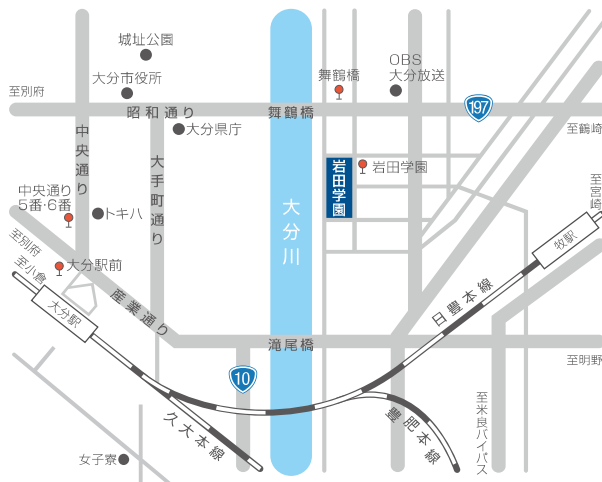 城址公園
大分市役所
至別府
昭和通り
舞鶴橋
舞鶴橋
OBS
大分放送
197
至鶴崎
大分県庁
中央通り
大手町通り
中央通り
5番・6番
トキハ
岩田学園
岩田学園
大分川
至宮崎
牧駅
至別府
大分駅前
至小倉
大分駅
産業通り
日豊本線
滝尾橋
至明野
10
久大本線
豊肥本線
至米良バイパス
女子寮